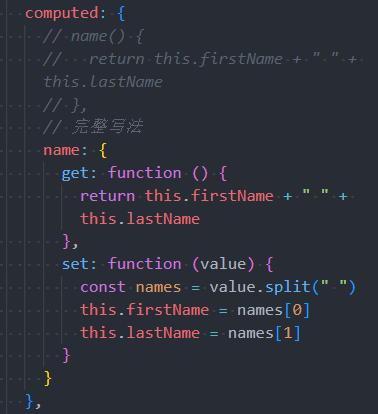 computed: {
// name() {
//   return this.firstName + " " +
this.lastName
// },
// 完整写法
name: {
get: function () {
return this.firstName + " " +
this.lastName
},
set: function (value) {
const names = value.split(" ")
this.firstName = names[0]
this.lastName = names[1]
}
}
},